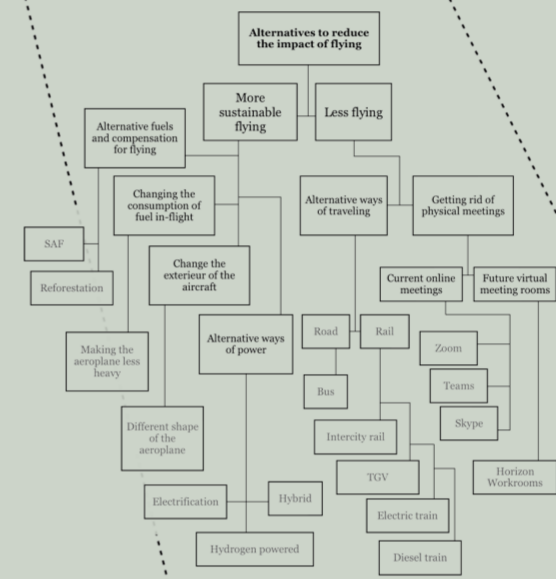 Alternatives to reduce
the impact of flying
More
sustainable
flying
Less flying
Alternative fuels
and compensation
for flying
Changing the
consumption of
fuel in-flight
Alternative ways
of traveling
Getting rid of
physical meetings
SAF
Reforestation
Change the
exterieur of the
aircraft
Current online
meetings
Future virtual
meeting rooms
Making the
aeroplane less
heavy
Alternative ways
of power
Road
Rail
Zoom
Bus
Teams
Skype
Different shape
of the
aeroplane
Intercity rail
TGV
Horizon
Workrooms
Electrification
Hybrid
Electric train
Hydrogen powered
Diesel train